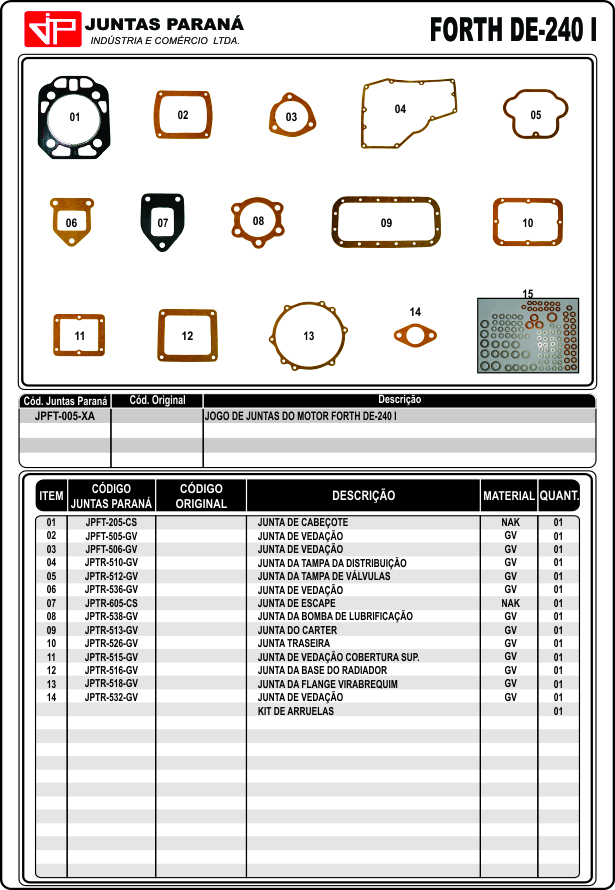 JP JUNTAS PARANÁ FORTH DE-240 I
INDÚSTRIA E COMÉRCIO LTDA.
01 02 03 04 05
06 07 08 09 10
11 12 13 14 15
Cód. Juntas Paraná Cód. Original Descrição
JPFT-005-XA JOGO DE JUNTAS DO MOTOR FORTH DE-240 I
ITEM CÓDIGO JUNTAS PARANÁ CÓDIGO ORIGINAL DESCRIÇÃO MATERIAL QUANT.
01 JPFT-205-CS JUNTA DE CABEÇOTE NAK 01
02 JPFT-505-GV JUNTA DE VEDAÇÃO GV 01
03 JPFT-506-GV JUNTA DE VEDAÇÃO GV 01
04 JPTR-510-GV JUNTA DA TAMPA DA DISTRIBUIÇÃO GV 01
05 JPTR-512-GV JUNTA DA TAMPA DE VÁLVULAS GV 01
06 JPTR-536-GV JUNTA DE VEDAÇÃO GV 01
07 JPTR-605-CS JUNTA DE ESCAPE NAK 01
08 JPTR-538-GV JUNTA DA BOMBA DE LUBRIFICAÇÃO GV 01
09 JPTR-513-GV JUNTA DO CARTER GV 01
10 JPTR-526-GV JUNTA TRASEIRA GV 01
11 JPTR-515-GV JUNTA DE VEDAÇÃO COBERTURA SUP. GV 01
12 JPTR-516-GV JUNTA DA BASE DO RADIADOR GV 01
13 JPTR-518-GV JUNTA DA FLANGE VIRABREQUIM GV 01
14 JPTR-532-GV JUNTA DE VEDAÇÃO GV 01
KIT DE ARRUELAS 01